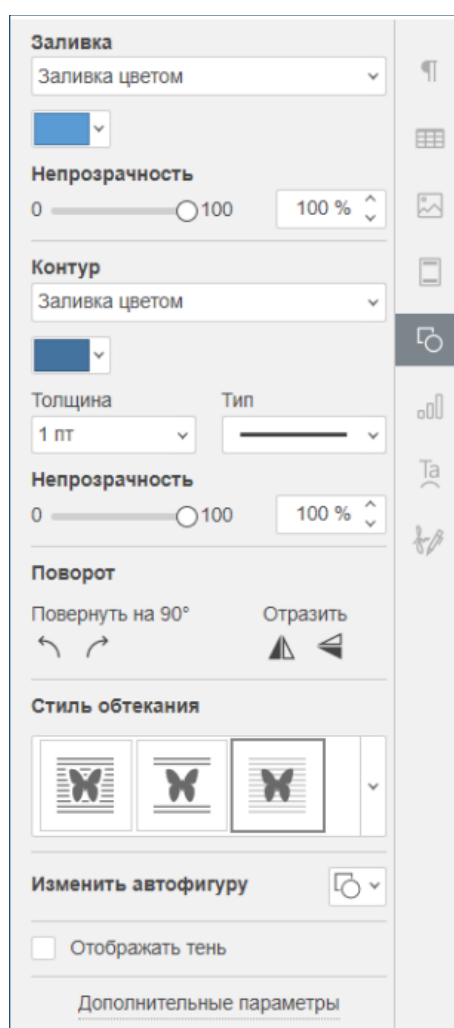 Заливка
Заливка цветом
Непрозрачность
0 100 100 %
Контур
Заливка цветом
Толщина Тип
1 пт
Непрозрачность
0 100 100 %
Поворот
Повернуть на 90° Отразить
Стиль обтекания
Изменить автофигуру
Отображать тень
Дополнительные параметры
Ta